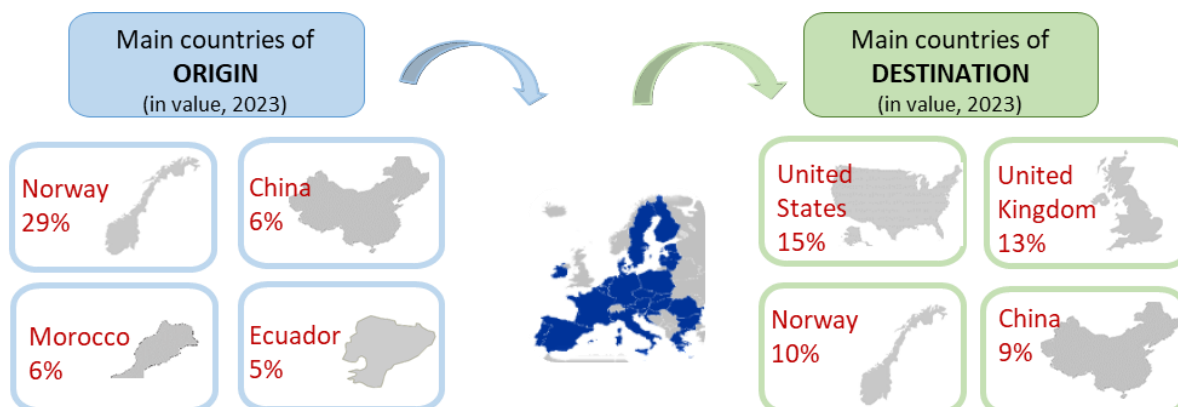 Main countries of
ORIGIN
(in value, 2023)
Main countries of
DESTINATION
(in value, 2023)
Norway
29%
China
6%
Morocco
6%
Ecuador
5%
United
States
15%
United
Kingdom
13%
Norway
10%
China
9%